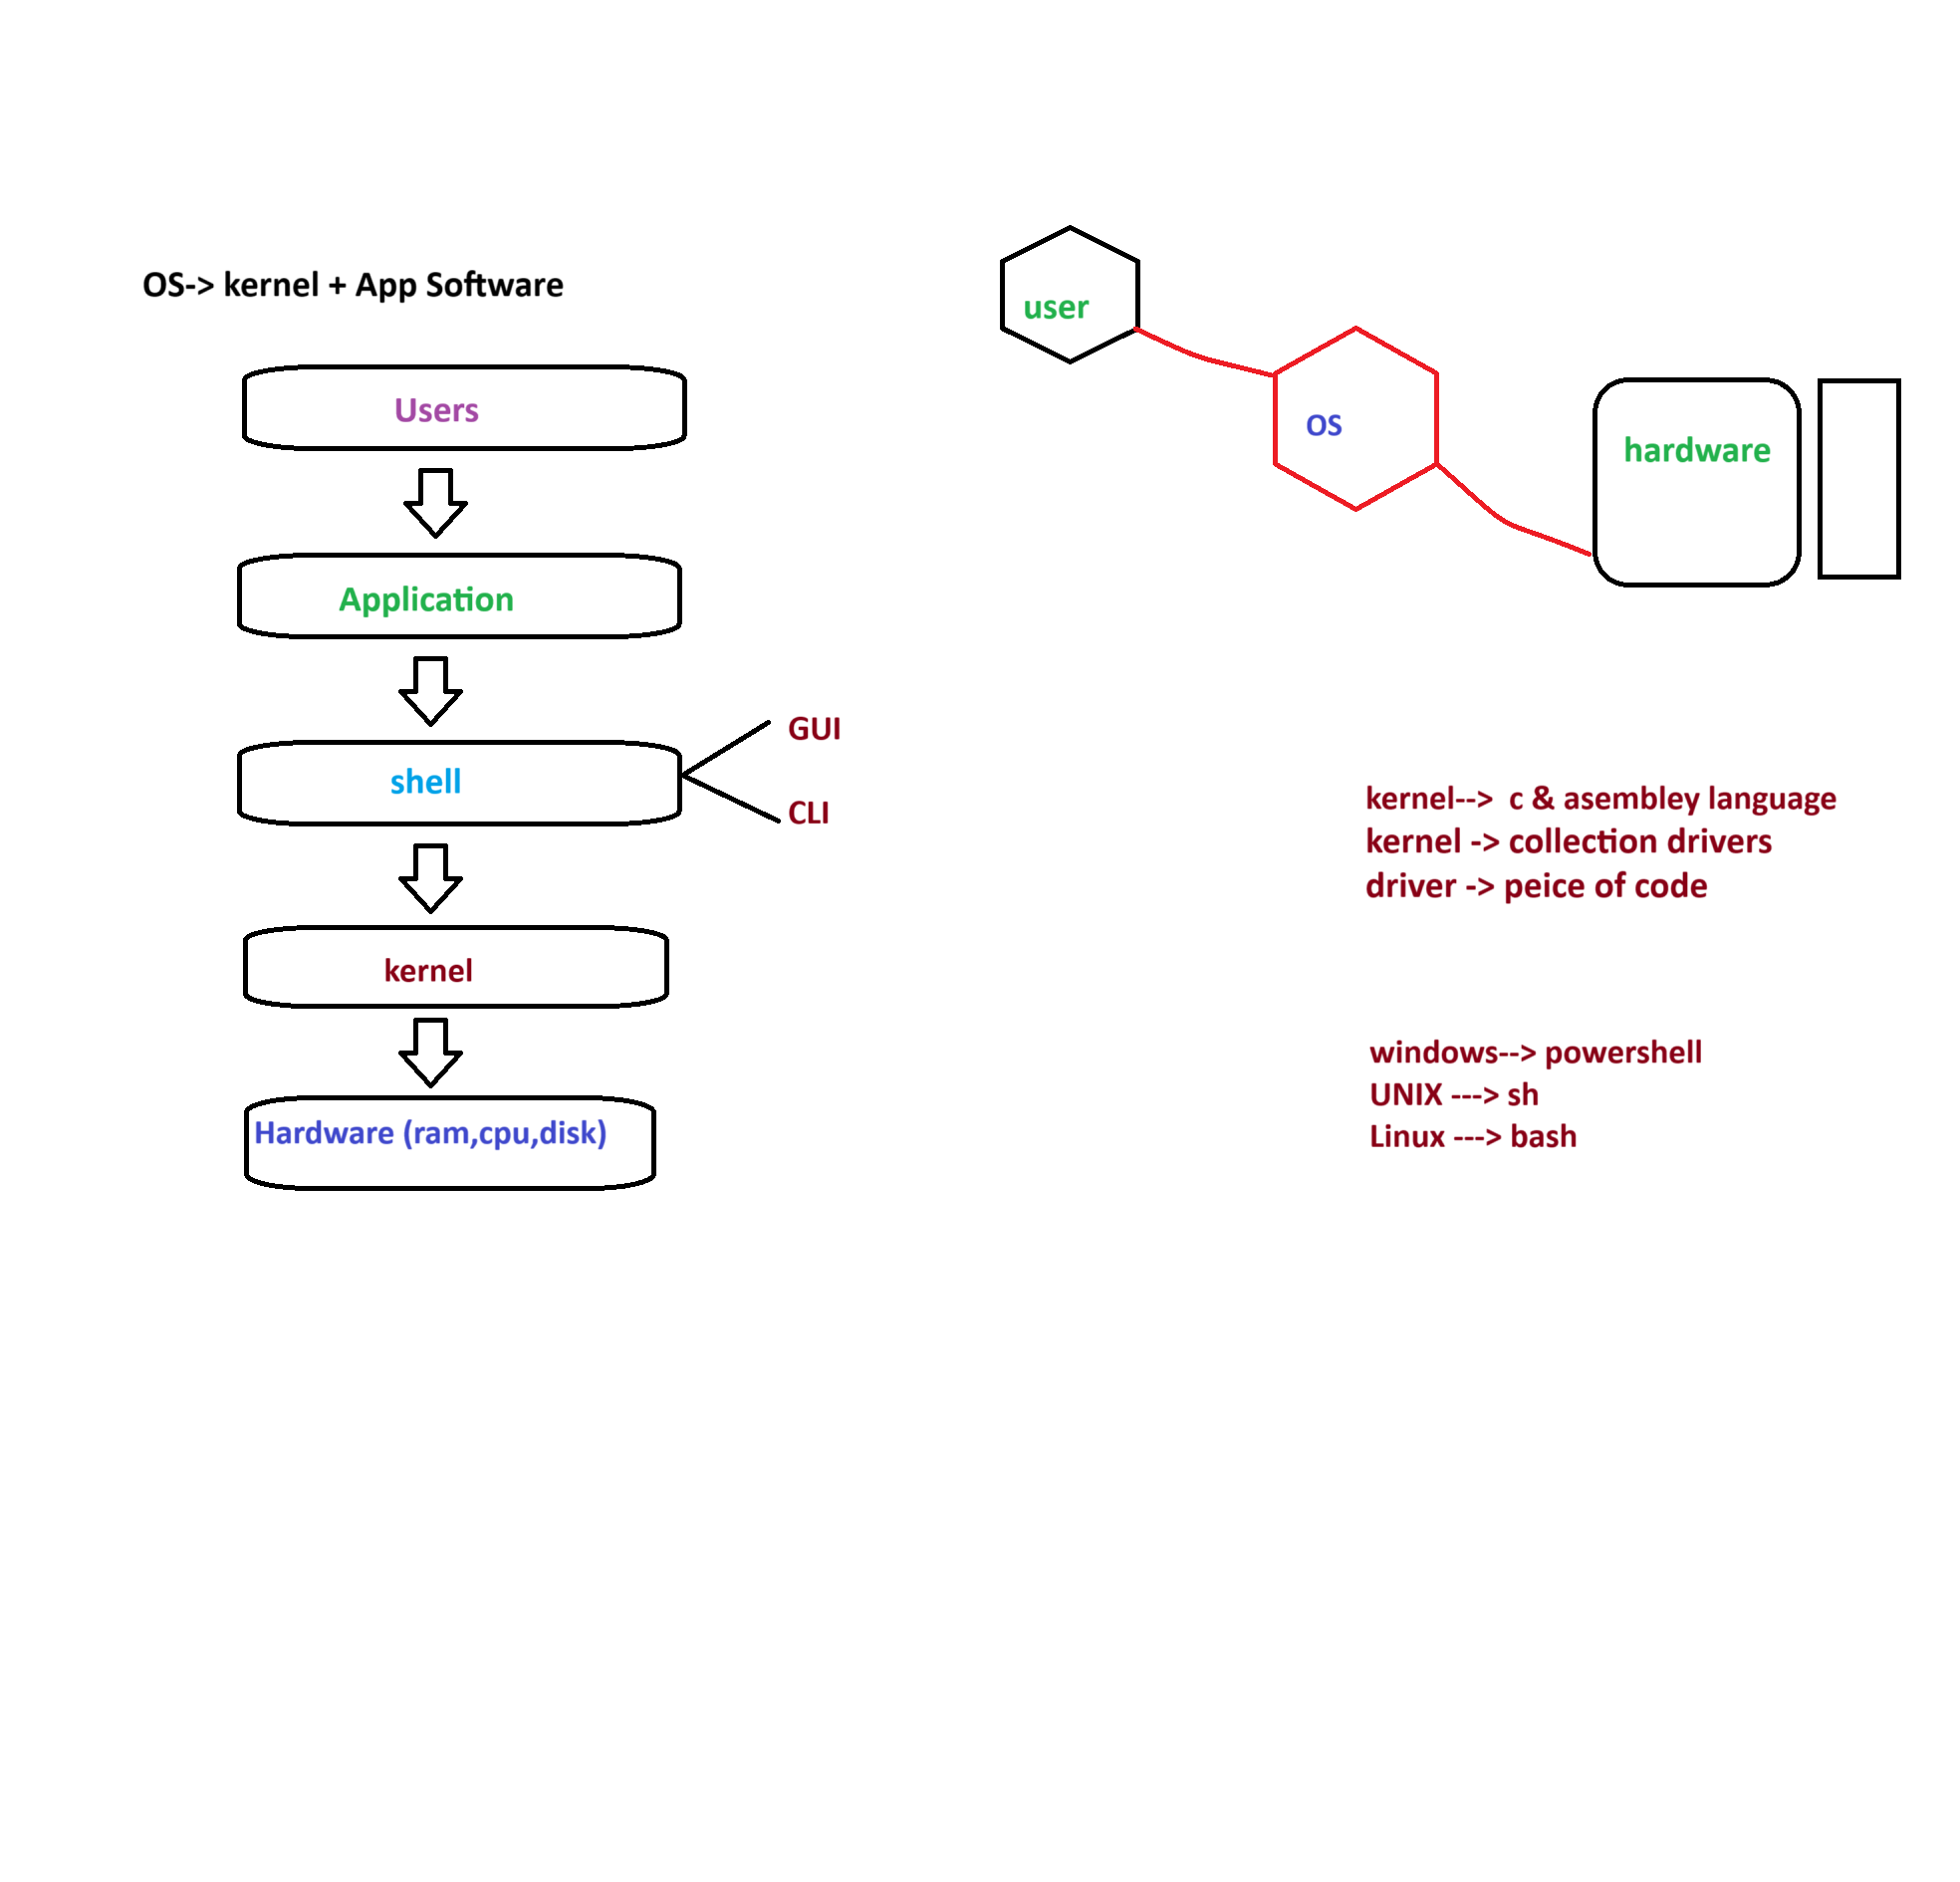 OS-> kernel + App Software
Users
Application
shell
GUI
CLI
kernel
Hardware (ram,cpu,disk)
user
OS
hardware
kernel--> c & asembley language
kernel -> collection drivers
driver -> peice of code
windows--> powershell
UNIX ---> sh
Linux ---> bash